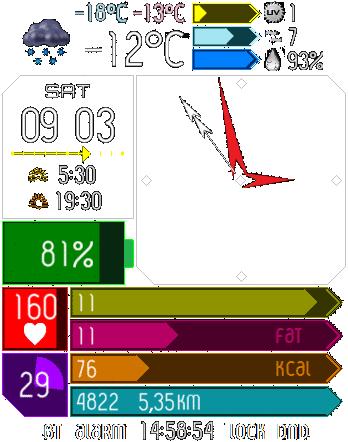 -18°C -13°C UV 1
-12°C 7
93%
SAT
09 03
5:30
19:30
81%
160 11
11 FAT
29 76 KCAL
4822 5,35KM
BT ALARM 14:58:54 LOCK DND